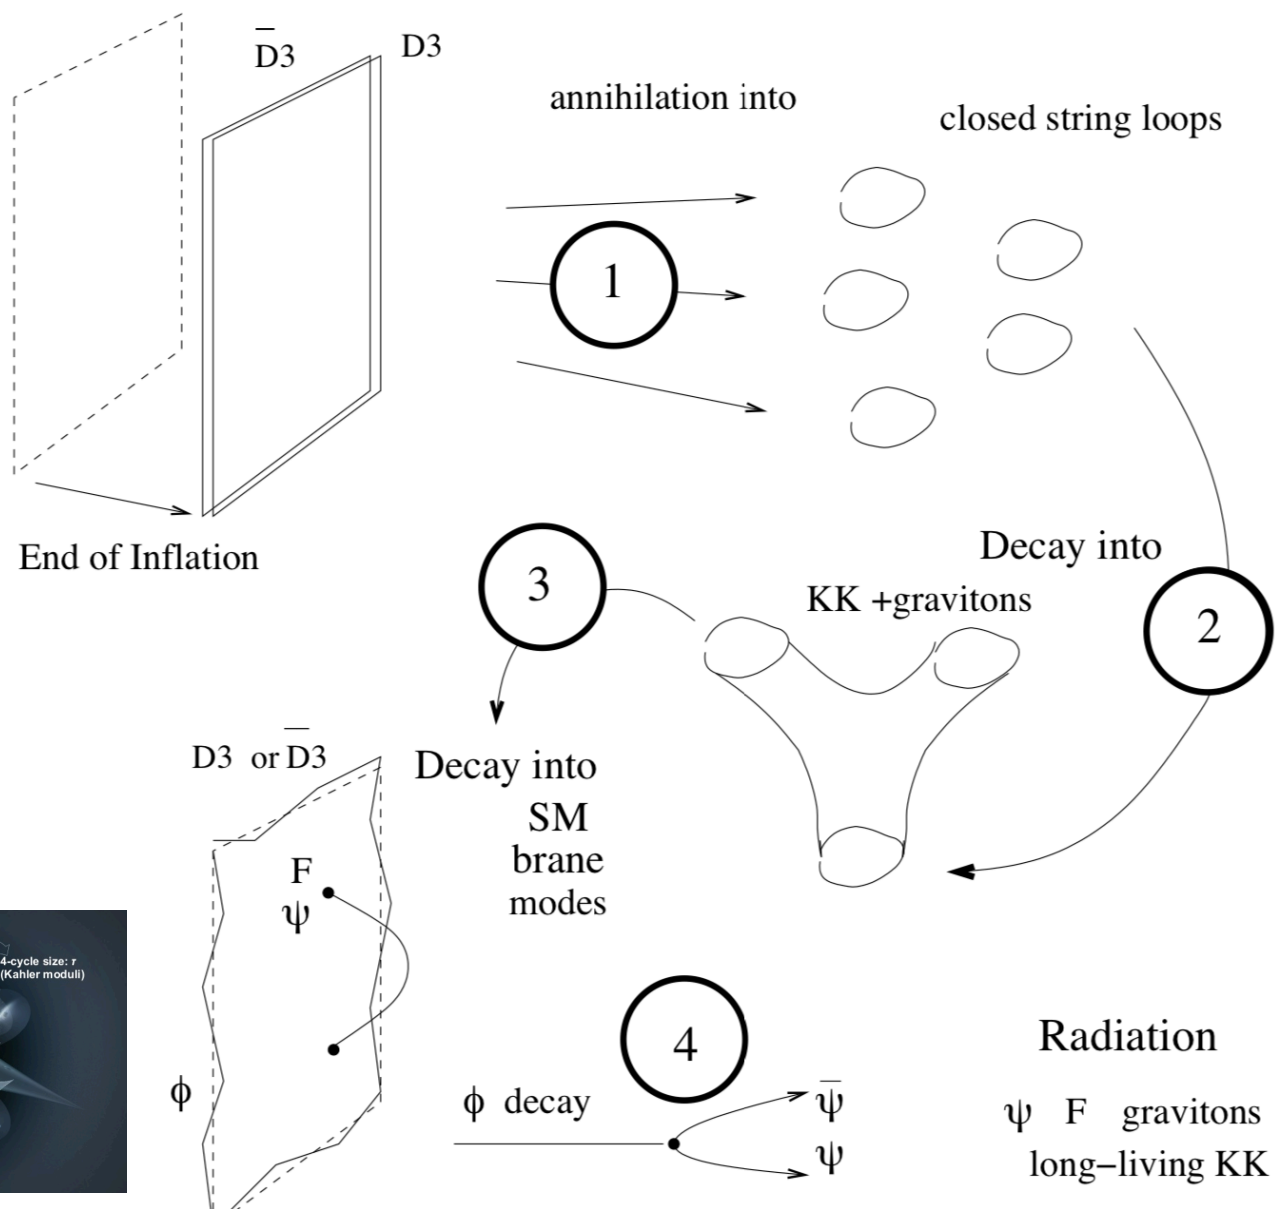 D̅3
D3
annihilation into
closed string loops
1
End of Inflation
Decay into
2
KK +gravitons
3
D3 or D̅3
Decay into
SM
brane
modes
F
ψ
4-cycle size: τ
(Kahler moduli)
ϕ
4
ϕ decay
ψ̅
ψ
Radiation
ψ F gravitons
long−living KK